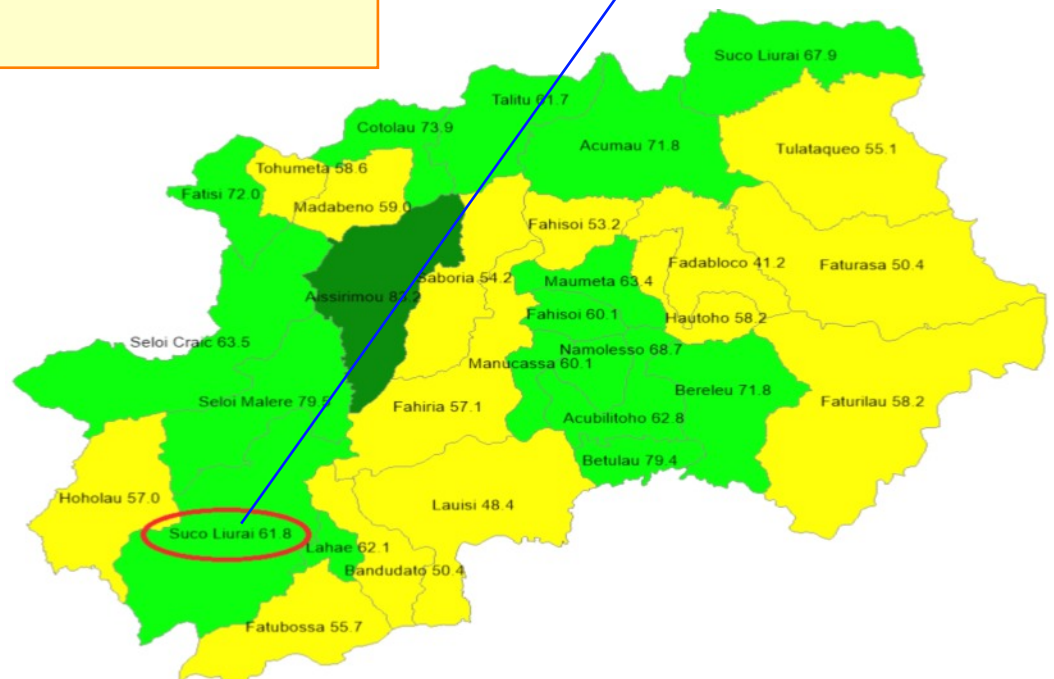 Suco Liurai 67.9
Talitu 61.7
Cotolau 73.9
Acumau 71.8
Tulataqueo 55.1
Tohumeta 58.6
Fatisi 72.0
Madabeno 59.0
Fahisoi 53.2
Fadabloco 41.2
Faturasa 50.4
Saboria 54.2
Maumeta 63.4
Aissirimou 83.2
Fahisoi 60.1
Hautoho 58.2
Seloi Craic 63.5
Namolesso 68.7
Manucassa 60.1
Bereleu 71.8
Seloi Malere 79.5
Fahiria 57.1
Acubilitoho 62.8
Faturilau 58.2
Betulau 79.4
Hoholau 57.0
Lauisi 48.4
Suco Liurai 61.8
Lahae 62.1
Bandudato 50.4
Fatubossa 55.7